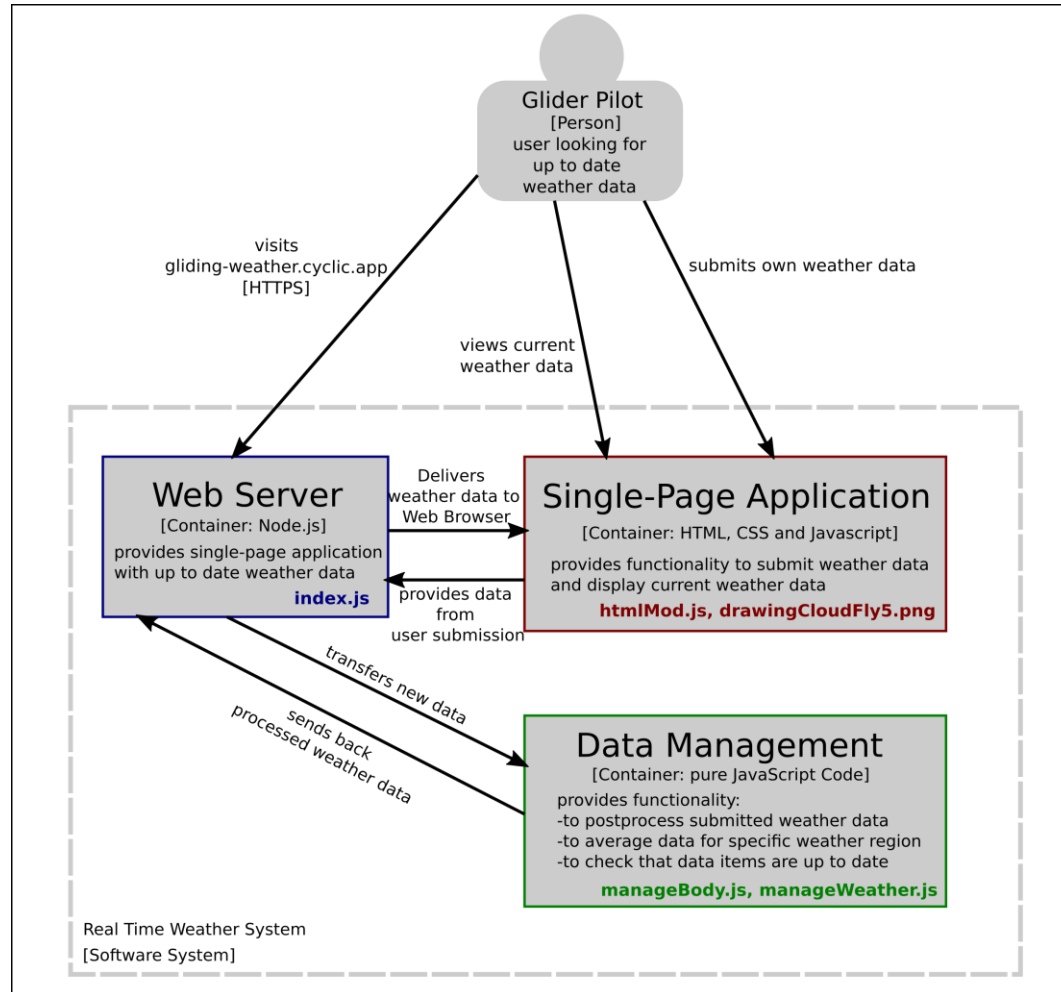 Glider Pilot
[Person]
user looking for
up to date
weather data
visits
gliding-weather.cyclic.app
[HTTPS]
submits own weather data
views current
weather data
Web Server
[Container: Node.js]
provides single-page application
with up to date weather data
index.js
Delivers
weather data to
Web Browser
provides data
from
user submission
Single-Page Application
[Container: HTML, CSS and Javascript]
provides functionality to submit weather data
and display current weather data
htmlMod.js, drawingCloudFly5.png
transfers new data
sends back
processed weather data
Data Management
[Container: pure JavaScript Code]
provides functionality:
-to postprocess submitted weather data
-to average data for specific weather region
-to check that data items are up to date
manageBody.js, manageWeather.js
Real Time Weather System
[Software System]